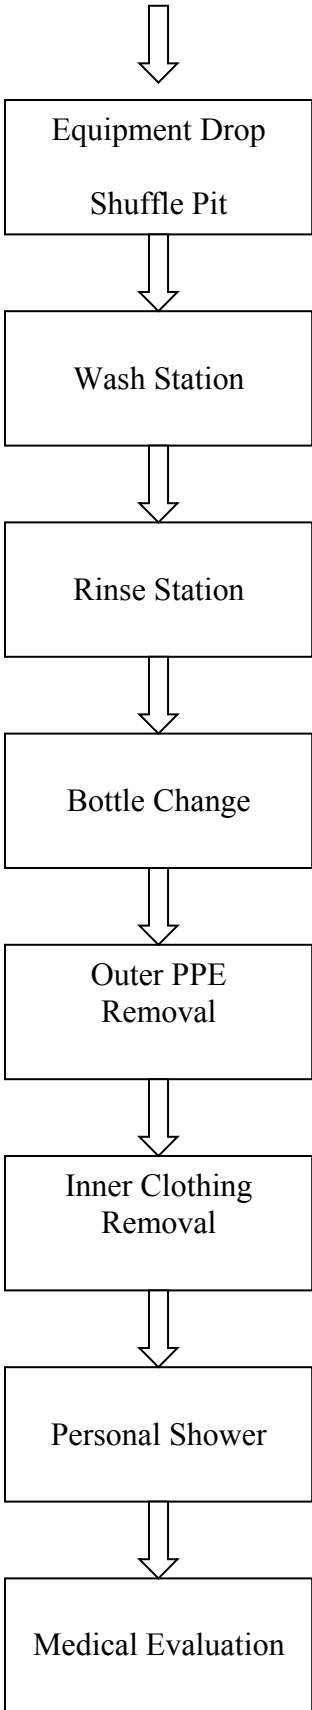 Equipment Drop
Shuffle Pit
Wash Station
Rinse Station
Bottle Change
Outer PPE
Removal
Inner Clothing
Removal
Personal Shower
Medical Evaluation